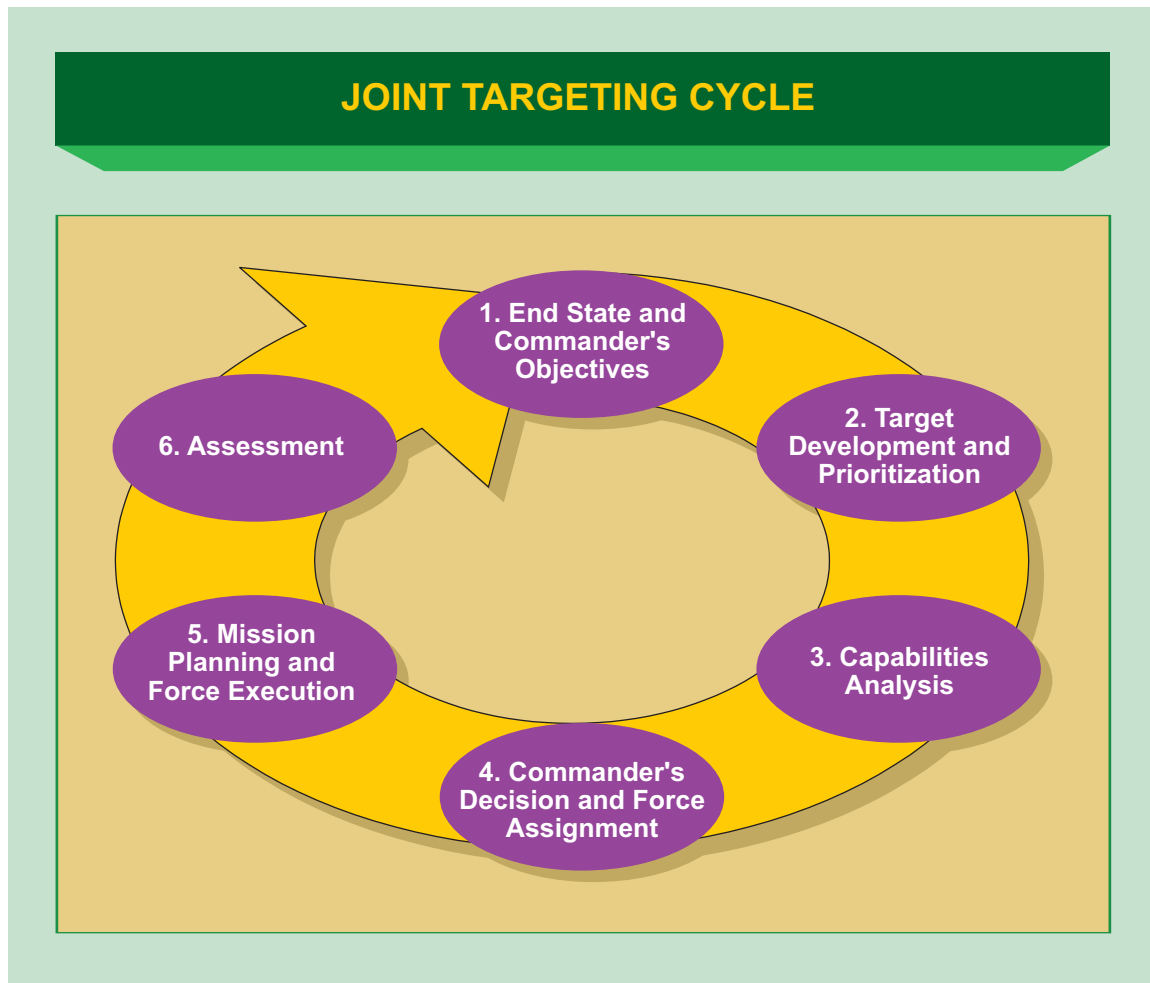 JOINT TARGETING CYCLE
1. End State and
Commander's
Objectives
2. Target
Development and
Prioritization
3. Capabilities
Analysis
4. Commander's
Decision and Force
Assignment
5. Mission
Planning and
Force Execution
6. Assessment